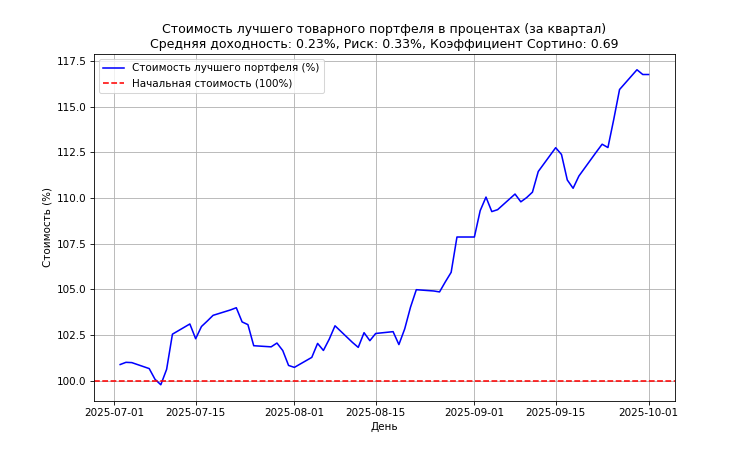 Стоимость лучшего товарного портфеля в процентах (за квартал)
Средняя доходность: 0.23%, Риск: 0.33%, Коэффициент Сортино: 0.69
Стоимость лучшего портфеля (%)
Начальная стоимость (100%)
Стоимость (%)
117.5
115.0
112.5
110.0
107.5
105.0
102.5
100.0
2025-07-01 2025-07-15 2025-08-01 2025-08-15 2025-09-01 2025-09-15 2025-10-01
День